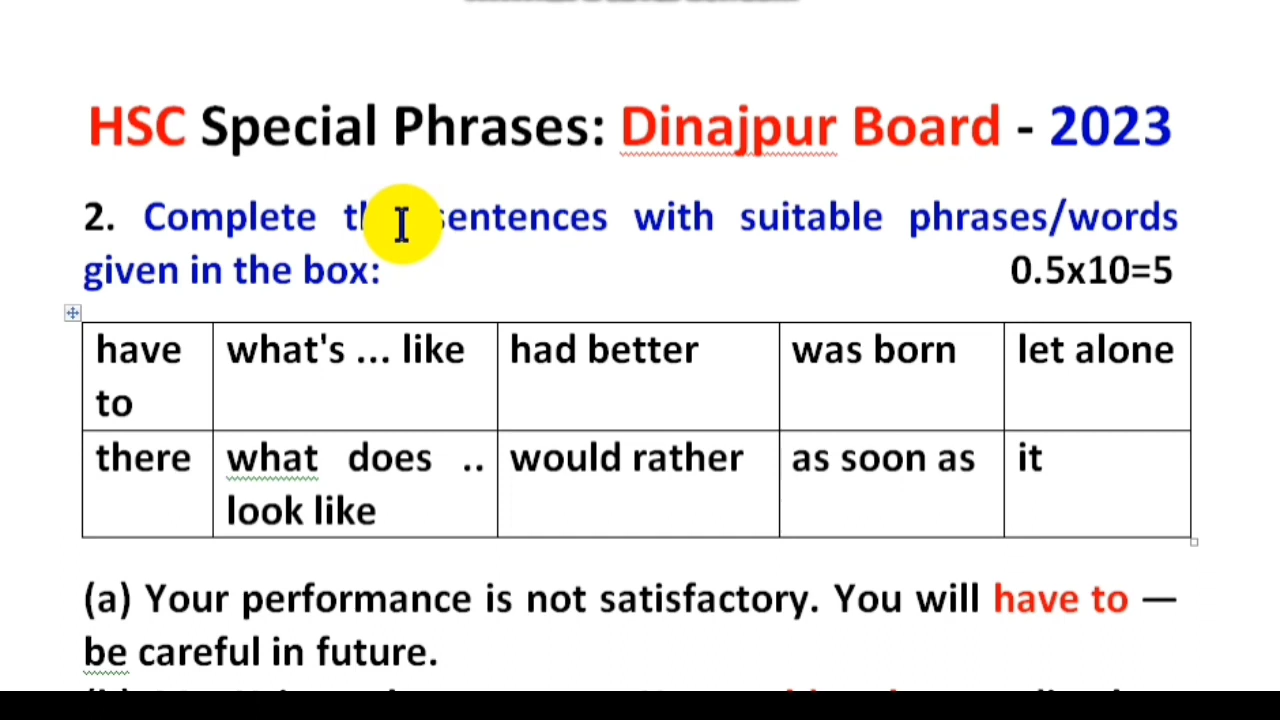 HSC Special Phrases: Dinajpur Board - 2023
2. Complete sentences with suitable phrases/words
given in the box: 0.5x10=5
have to | what's ... like | had better | was born | let alone
there | what does .. look like | would rather | as soon as | it
(a) Your performance is not satisfactory. You will have to —
be careful in future.